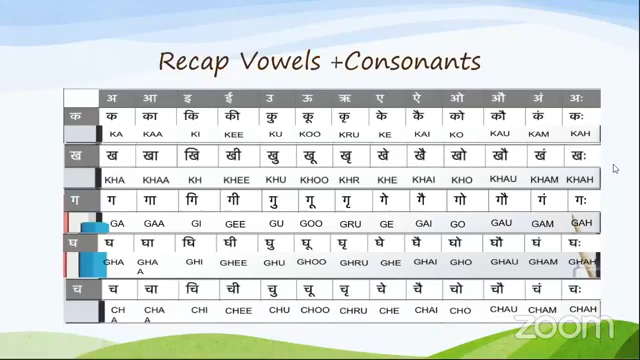 Recap Vowels +Consonants
अ आ इ ई उ ऊ ऋ ए ऐ ओ औ अं अः
क क का कि की कु कू कृ के कै को कौ कं कः
KA KAA KI KEE KU KOO KRU KE KAI KO KAU KAM KAH
ख ख खा खि खी खु खू खृ खे खै खो खौ खं खः
KHA KHAA KH KHEE KHU KHOO KHR KHE KHAI KHO KHAU KHAM KHAH
ग ग गा गि गी गु गू गृ गे गै गो गौ गं गः
GA GAA GI GEE GU GOO GRU GE GAI GO GAU GAM GAH
घ घ घा घि घी घु घू घृ घे घै घो घौ घं घः
GHA GHA GHI GHEE GHU GHOO GHRU GHE GHAI GHO GHAU GHAM GHAH
A
च च चा चि ची चु चू चृ चे चै चो चौ चं चः
CH CHA CHI CHEE CHU CHOO CHRU CHE CHAI CHO CHAU CHAM CHAH
A A
zoom